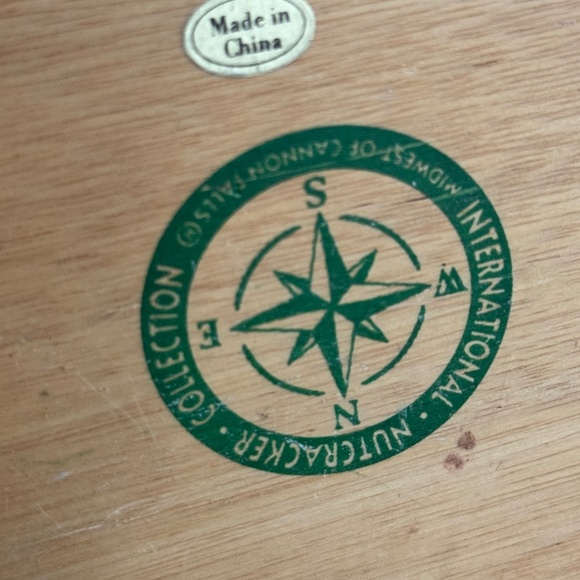 Made in
China
MIDWEST OF CANNON FALLS ®
INTERNATIONAL • NUTCRACKER • COLLECTION
S
W
E
N